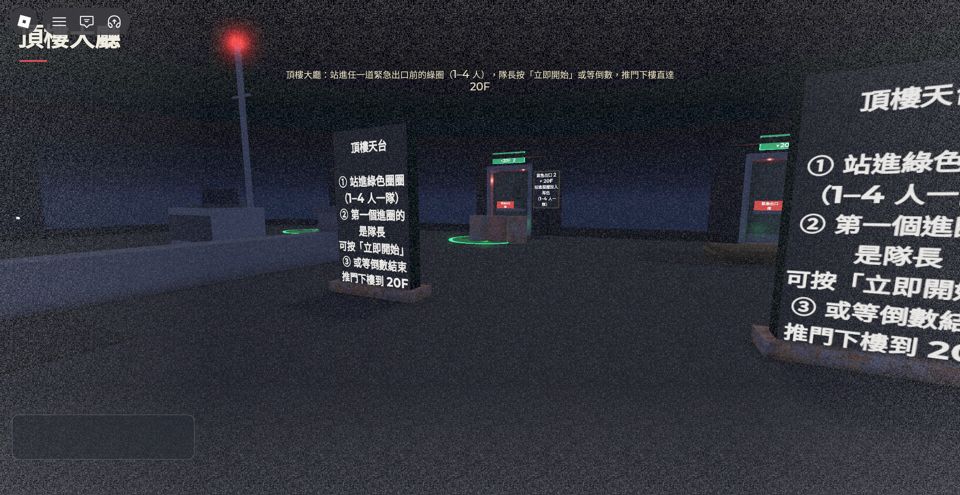 頂樓大廳
頂樓大廳：站進任一道緊急出口前的綠圈（1–4 人），隊長按「立即開始」或等倒數，推門下樓直達
20F
頂樓天台
① 站進綠色圈圈
（1–4 人一隊）
② 第一個進圈的
是隊長
可按「立即開始」
③ 或等倒數結束
推門下樓到 20F
緊急出口 2
頂樓天
① 站進綠色
（1–4 人一
② 第一個進
是隊長
可按「立即開
③ 或等倒數
推門下樓到 2